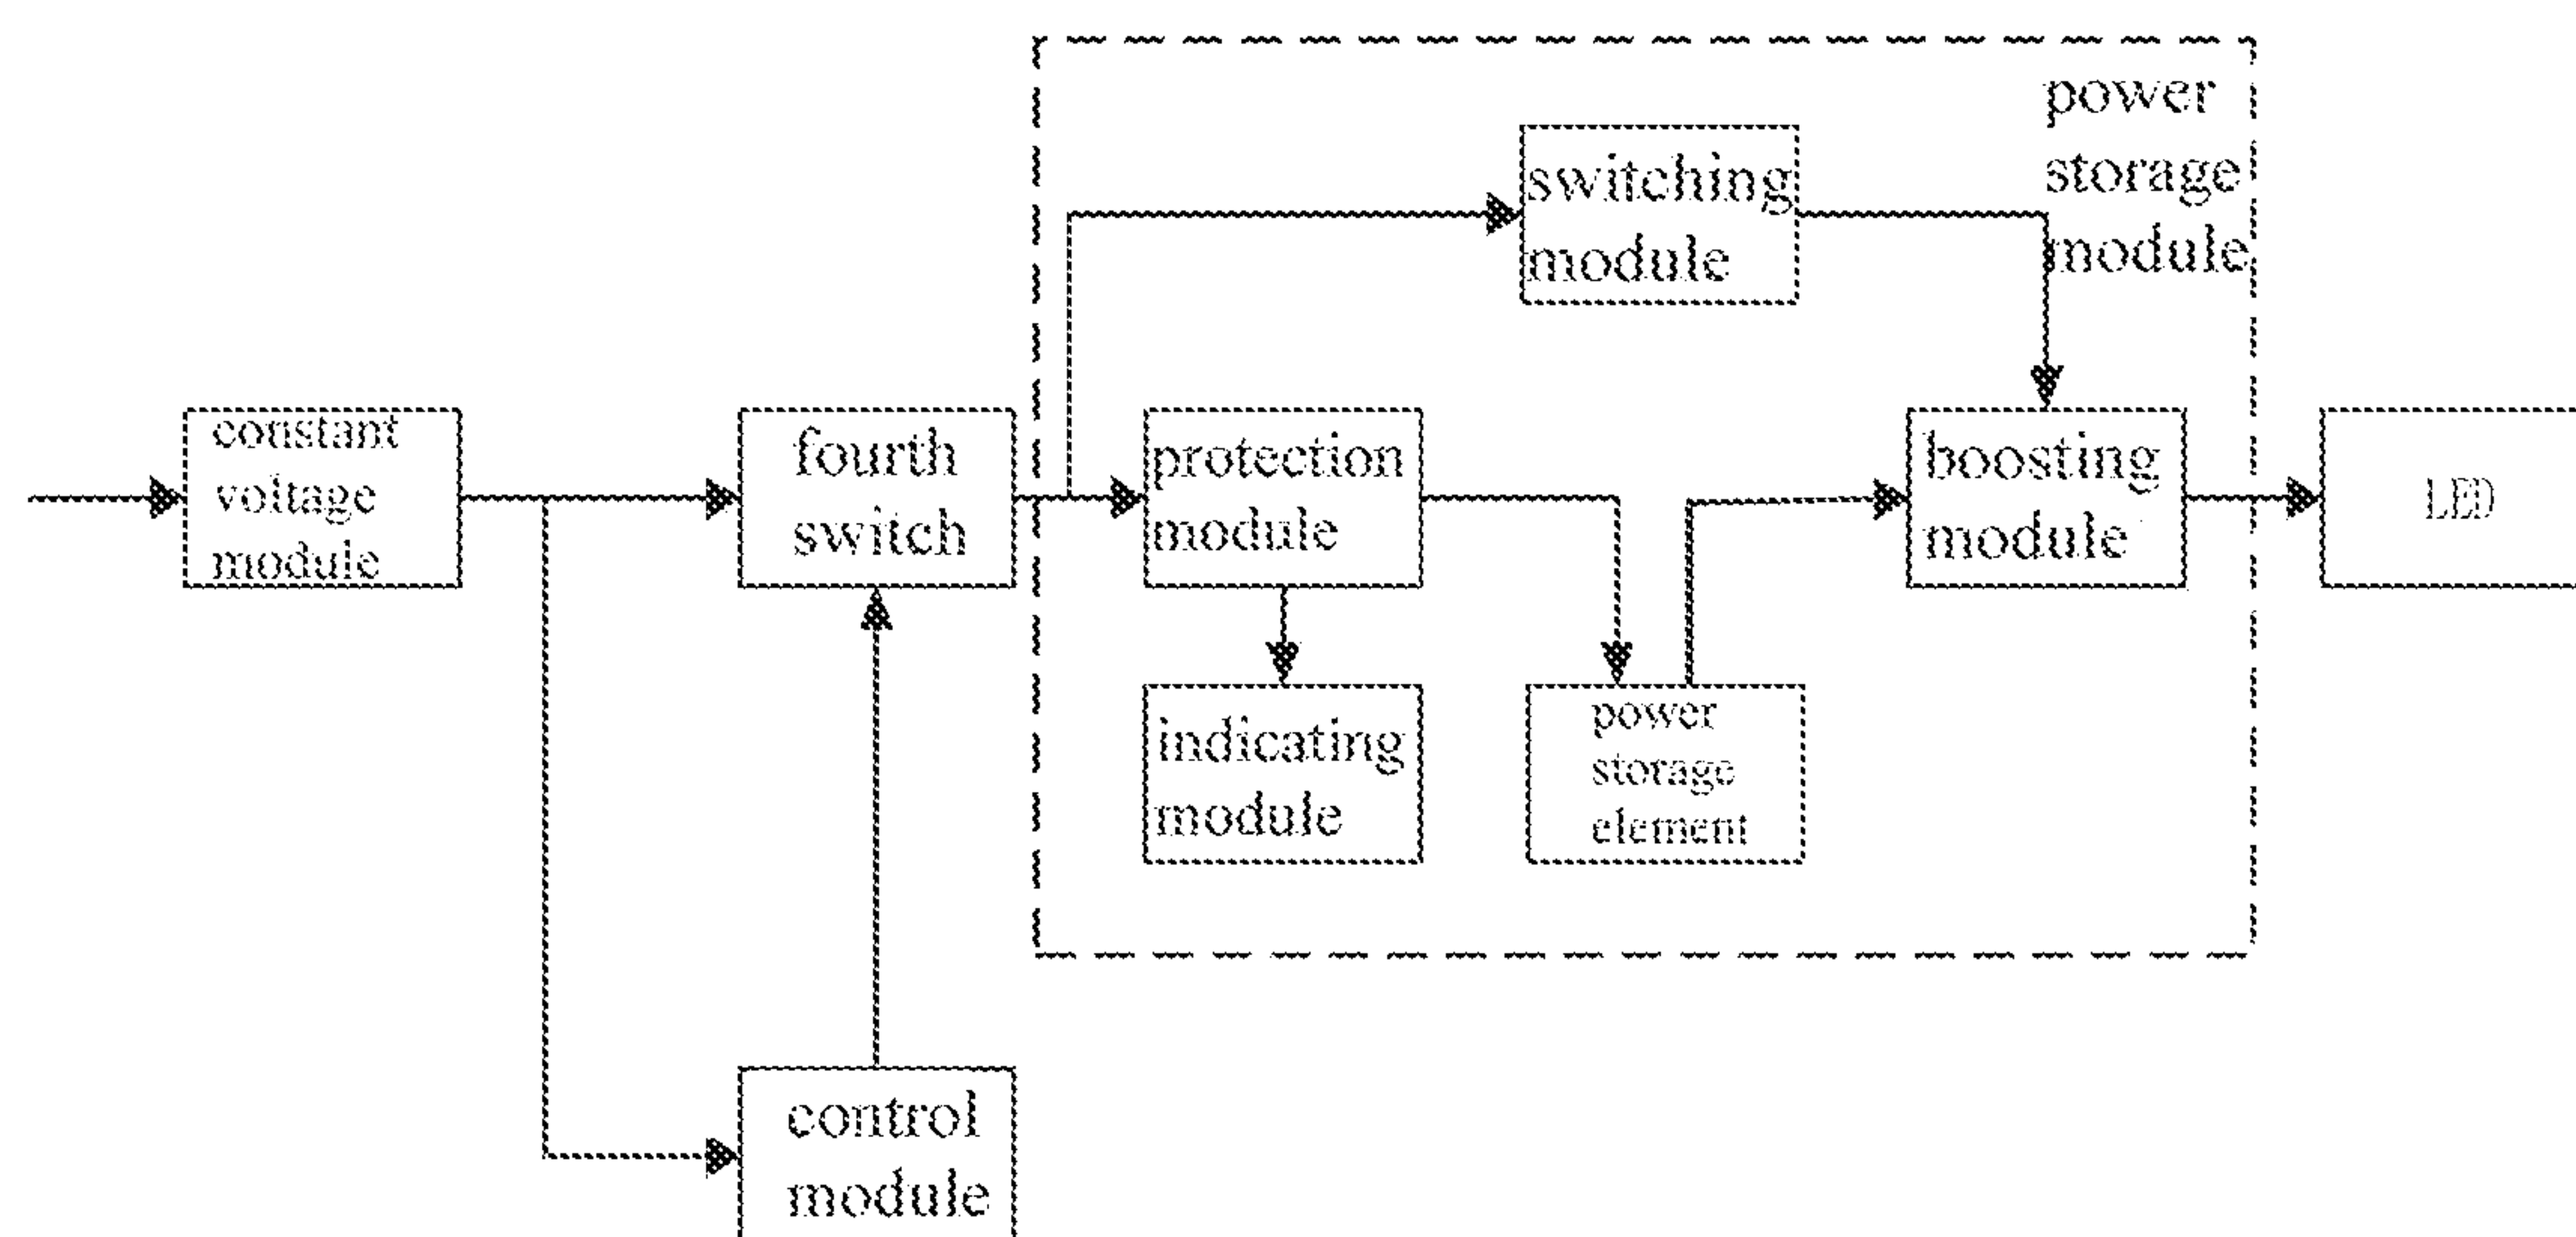 power
storage
module
switching
module
constant
voltage
module
fourth
switch
protection
module
boosting
module
LED
indicating
module
power
storage
element
control
module